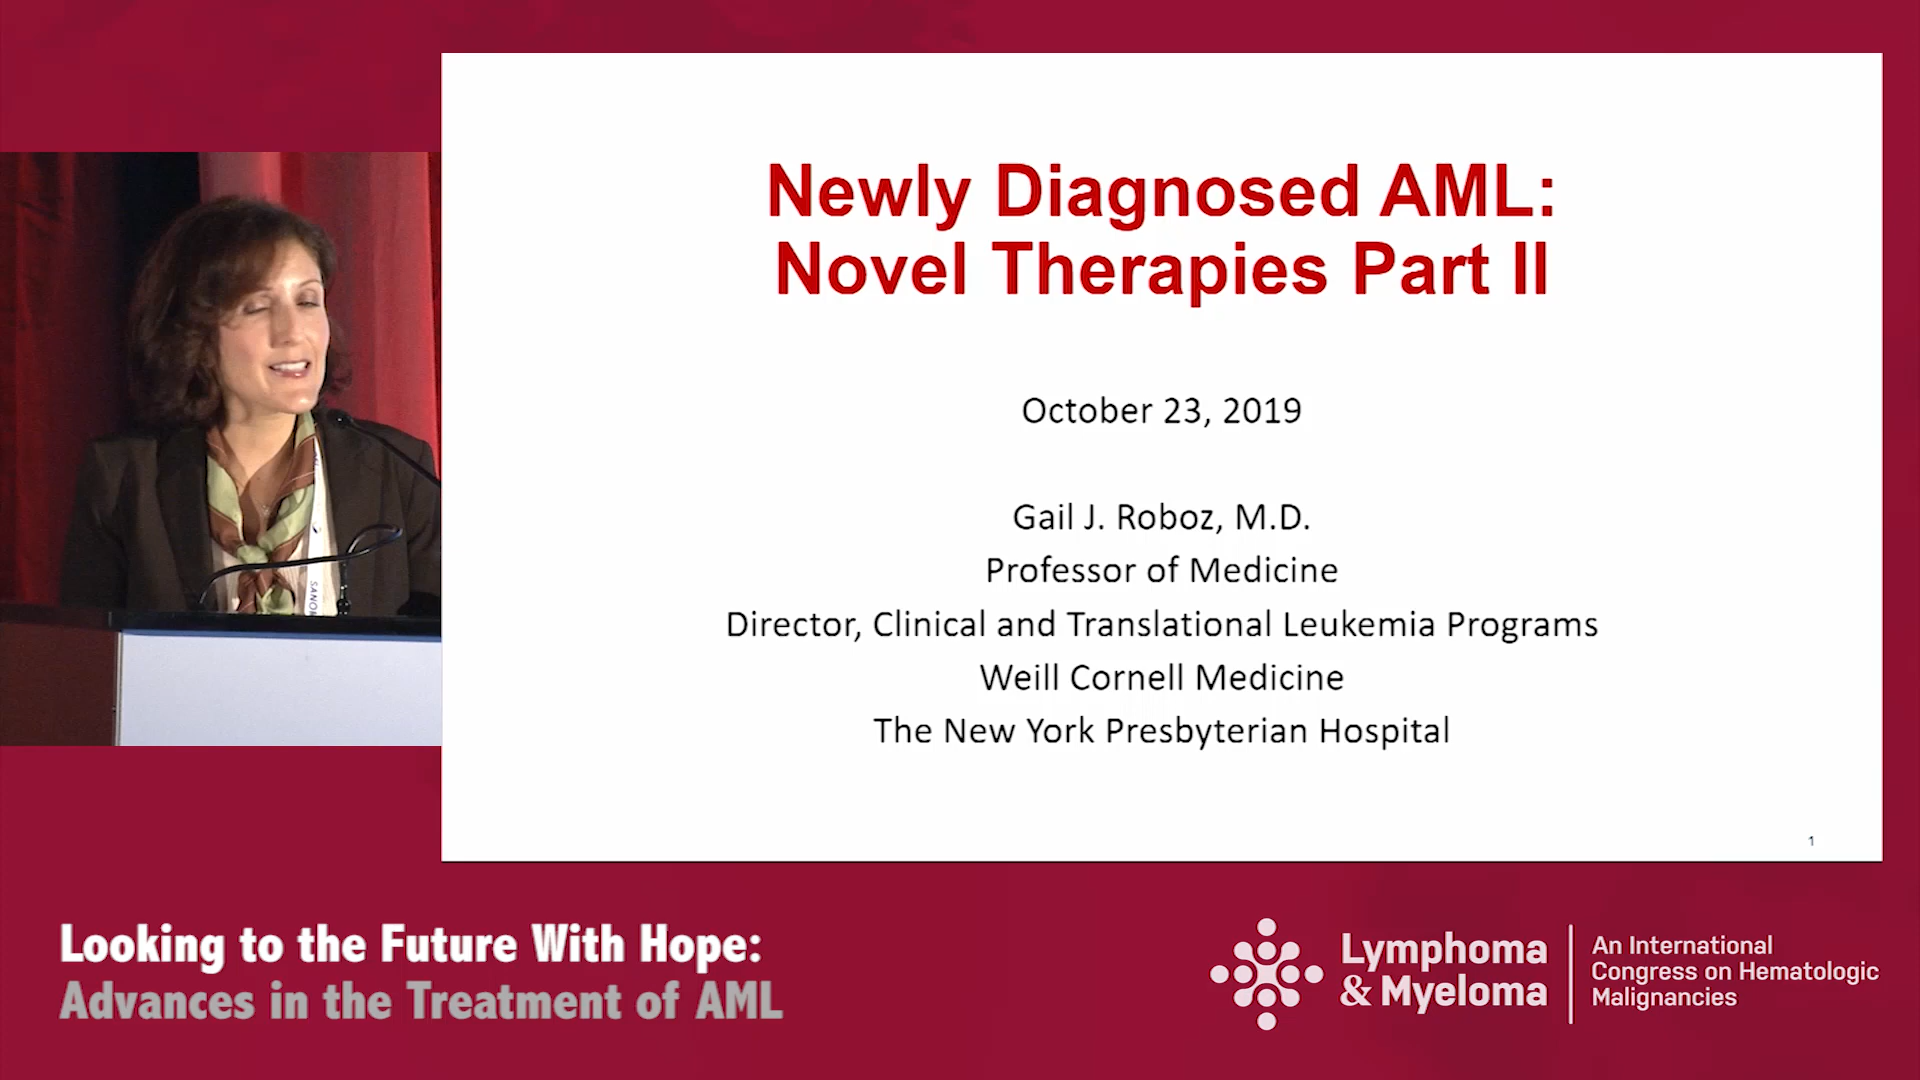 Newly Diagnosed AML:
Novel Therapies Part II
October 23, 2019
Gail J. Roboz, M.D.
Professor of Medicine
Director, Clinical and Translational Leukemia Programs
Weill Cornell Medicine
The New York Presbyterian Hospital
1
Looking to the Future With Hope:
Advances in the Treatment of AML
Lymphoma
& Myeloma
An International
Congress on Hematologic
Malignancies